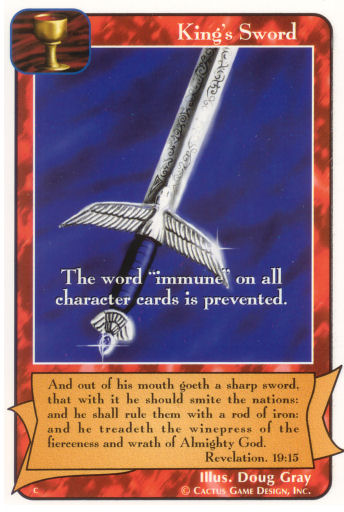 King's Sword
The word "immune" on all
character cards is prevented.
And out of his mouth goeth a sharp sword,
that with it he should smite the nations:
and he shall rule them with a rod of iron:
and he treadeth the winepress of the
fierceness and wrath of Almighty God.
Revelation. 19:15
Illus. Doug Gray
C © Cactus Game Design, Inc.